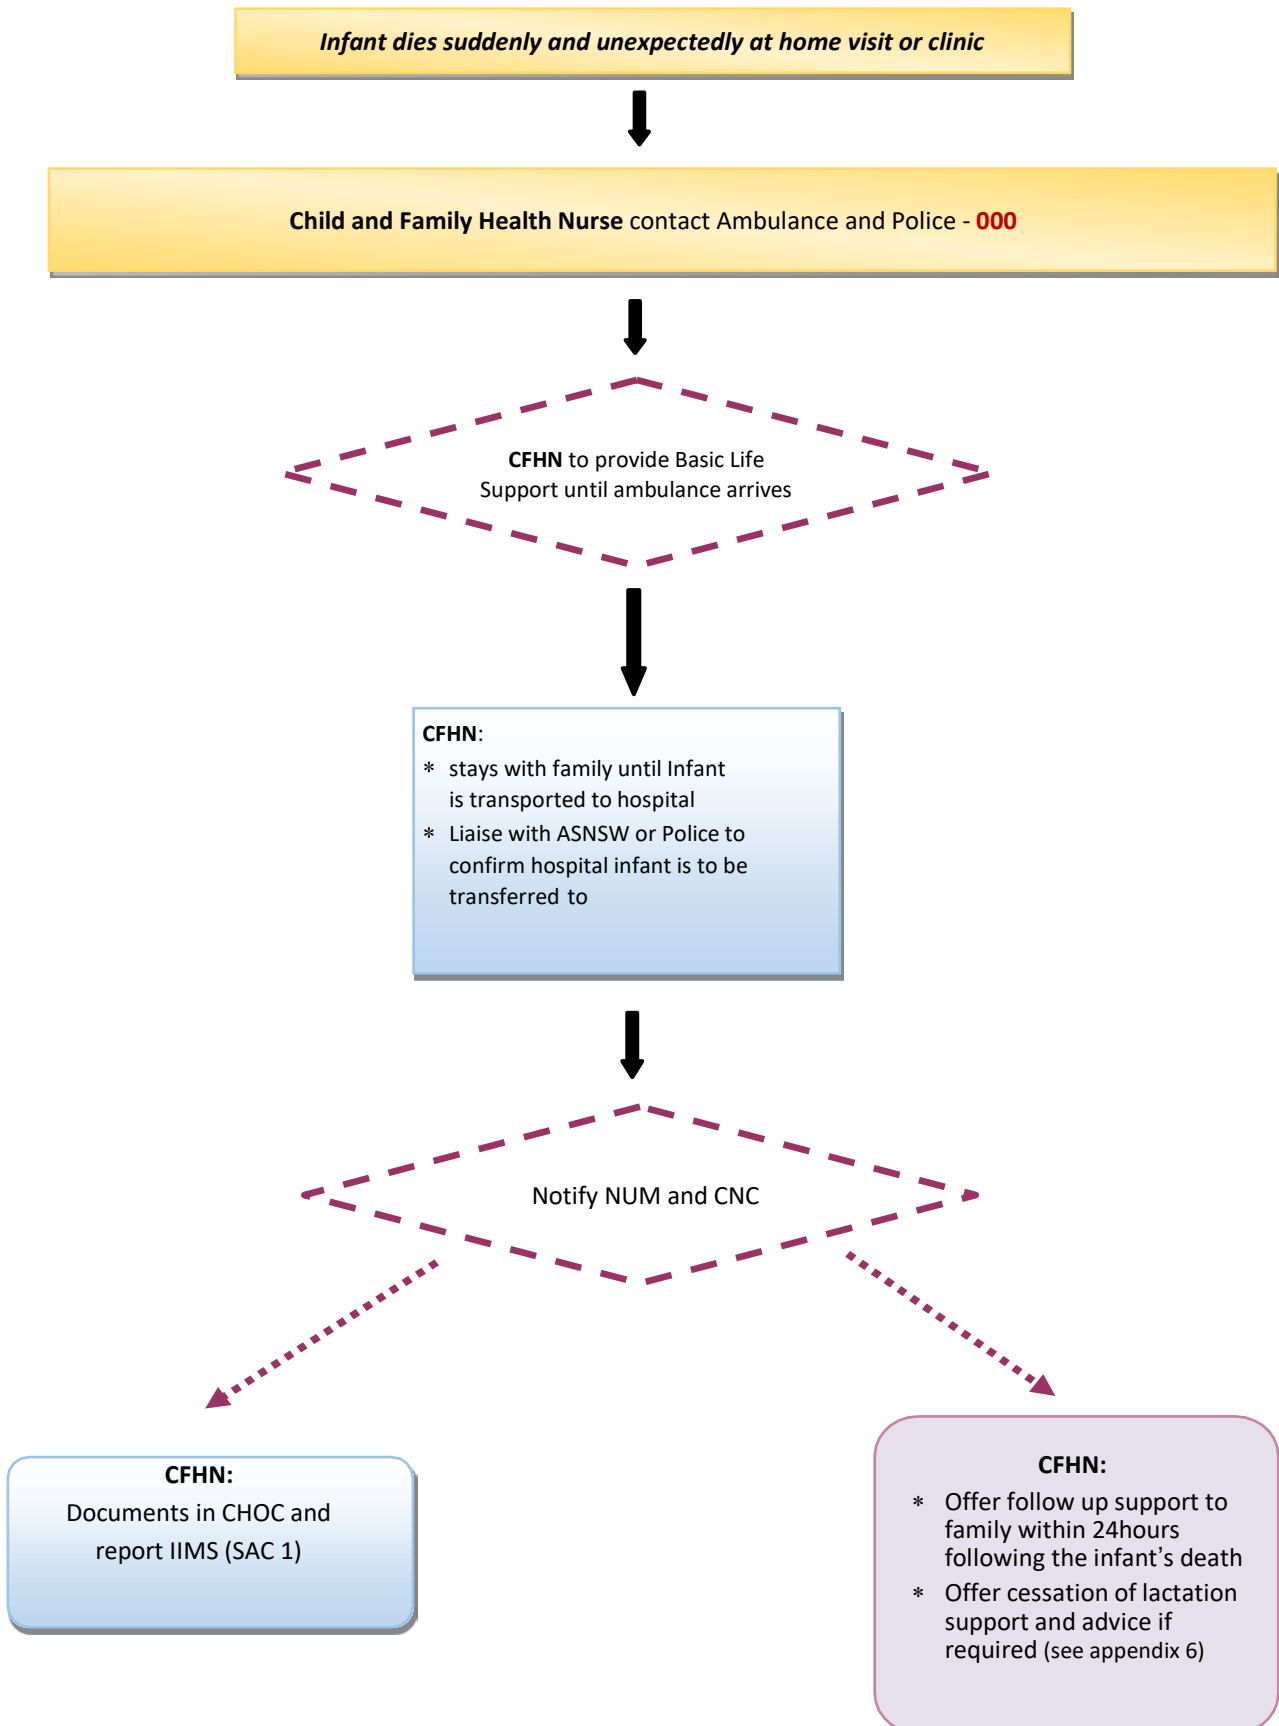 Infant dies suddenly and unexpectedly at home visit or clinic
Child and Family Health Nurse contact Ambulance and Police - 000
CFHN to provide Basic Life
Support until ambulance arrives
CFHN:
* stays with family until Infant
is transported to hospital
* Liaise with ASNSW or Police to
confirm hospital infant is to be
transferred to
Notify NUM and CNC
CFHN:
Documents in CHOC and
report IIMS (SAC 1)
CFHN:
* Offer follow up support to
family within 24hours
following the infant’s death
* Offer cessation of lactation
support and advice if
required (see appendix 6)